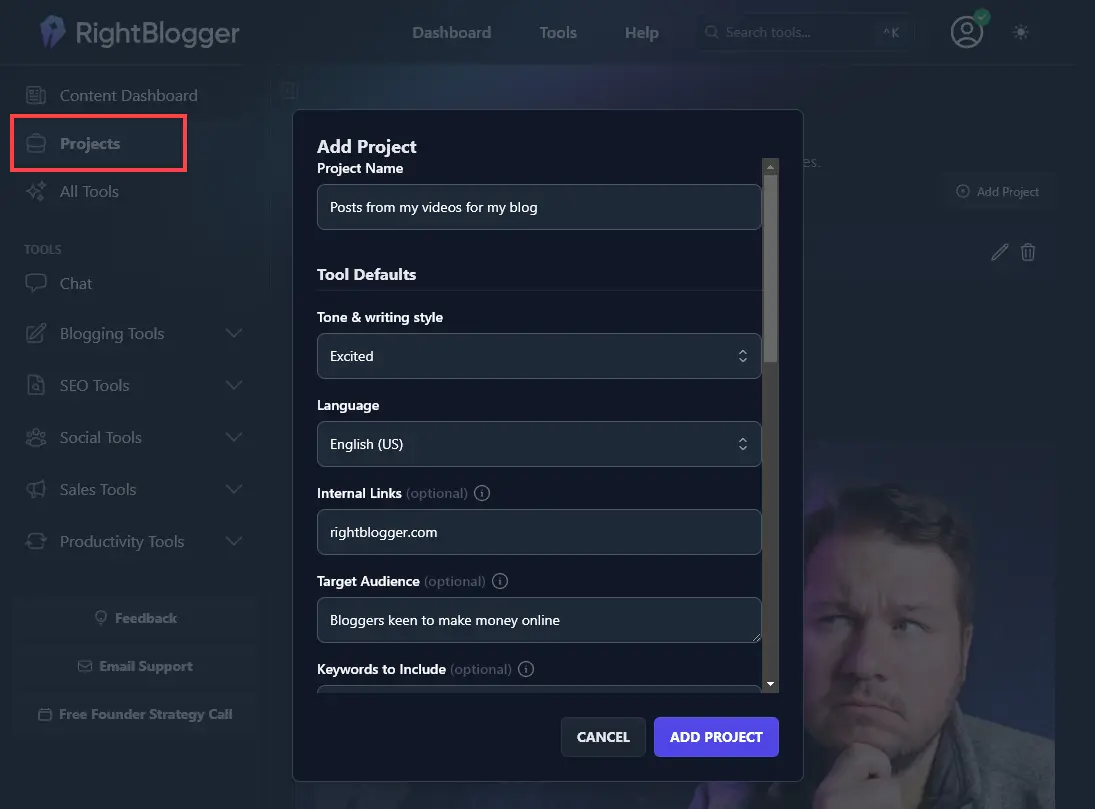 RightBlogger
Dashboard
Tools
Help
Search tools...
^K
Content Dashboard
Projects
All Tools
TOOLS
Chat
Blogging Tools
SEO Tools
Social Tools
Sales Tools
Productivity Tools
Feedback
Email Support
Free Founder Strategy Call
Add Project
Project Name
Posts from my videos for my blog
Tool Defaults
Tone & writing style
Excited
Language
English (US)
Internal Links (optional)
rightblogger.com
Target Audience (optional)
Bloggers keen to make money online
Keywords to Include (optional)
CANCEL
ADD PROJECT
Add Project